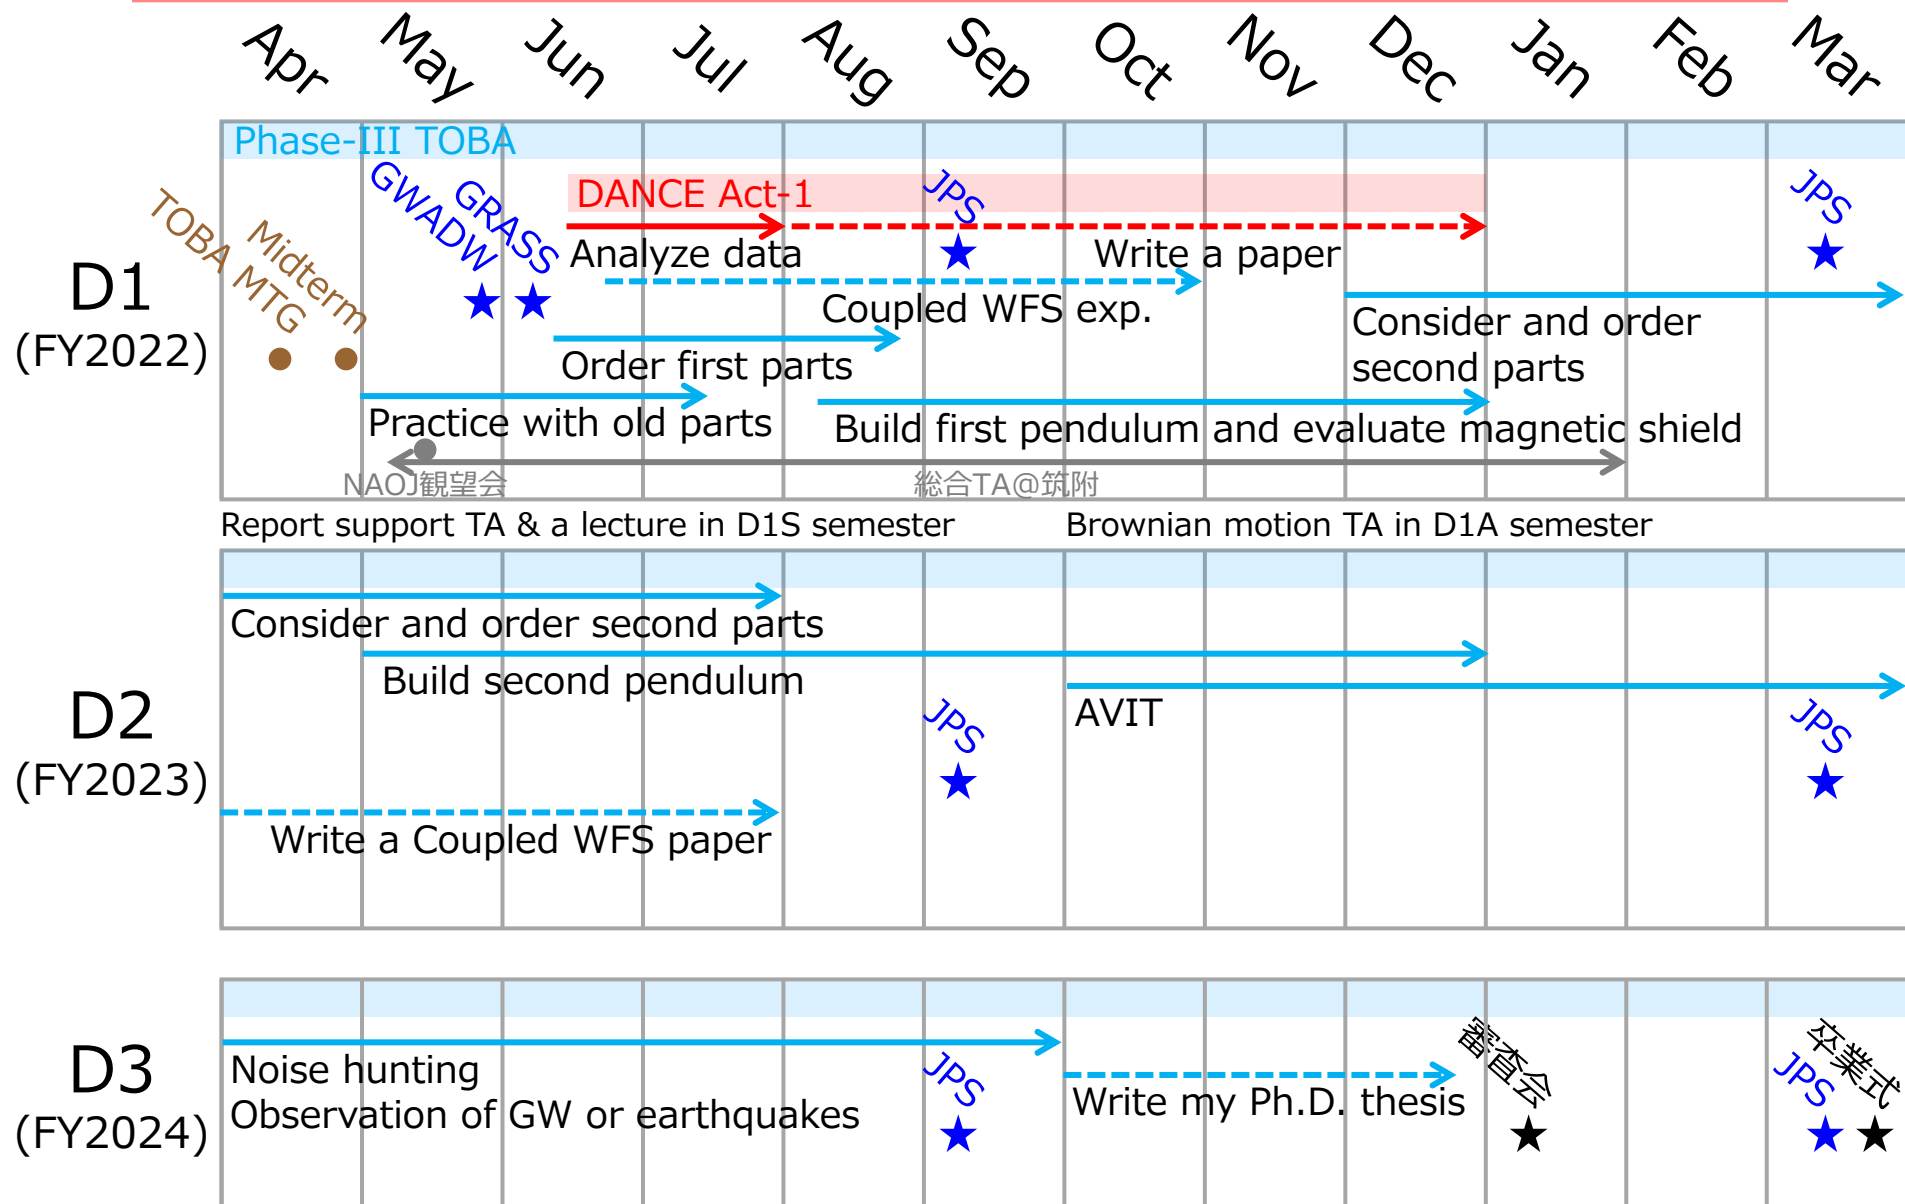 Apr May Jun Jul Aug Sep Oct Nov Dec Jan Feb Mar
Phase-III TOBA
TOBA MTG
Midterm
GWADW
GRASS
DANCE Act-1
JPS
JPS
D1
(FY2022)
Analyze data
Write a paper
Coupled WFS exp.
Consider and order
second parts
Order first parts
Practice with old parts
Build first pendulum and evaluate magnetic shield
NAOJ観望会
総合TA@筑附
Report support TA & a lecture in D1S semester
Brownian motion TA in D1A semester
D2
(FY2023)
Consider and order second parts
Build second pendulum
AVIT
JPS
JPS
Write a Coupled WFS paper
D3
(FY2024)
Noise hunting
Observation of GW or earthquakes
JPS
Write my Ph.D. thesis
審査会
JPS
卒業式